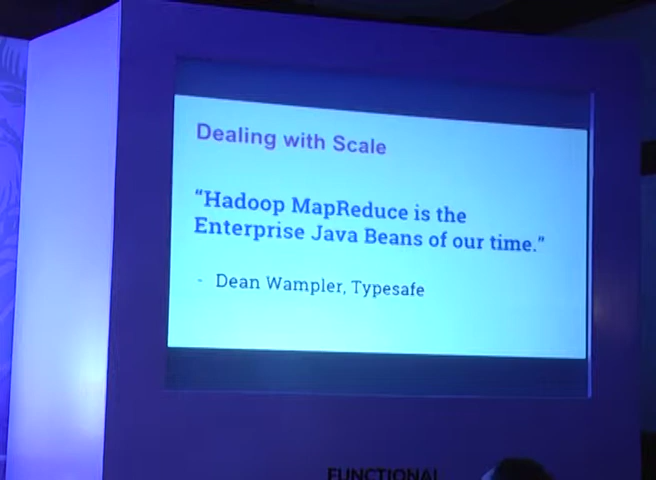 Dealing with Scale
“Hadoop MapReduce is the
Enterprise Java Beans of our time.”
- Dean Wampler, Typesafe
FUNCTIONAL